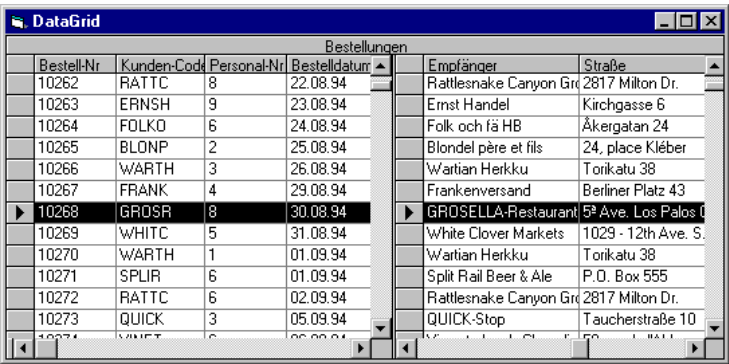 DataGrid
Bestellungen
Bestell-Nr Kunden-Code Personal-Nr Bestelldatum Empfänger Straße
10262 RATTC 8 22.08.94 Rattlesnake Canyon Gro 2817 Milton Dr.
10263 ERNSH 9 23.08.94 Ernst Handel Kirchgasse 6
10264 FOLKO 6 24.08.94 Folk och fä HB Åkergatan 24
10265 BLONP 2 25.08.94 Blondel père et fils 24, place Kléber
10266 WARTH 3 26.08.94 Wartian Herkku Torikatu 38
10267 FRANK 4 29.08.94 Frankenversand Berliner Platz 43
10268 GROSR 8 30.08.94 GROSELLA-Restaurant 5ª Ave. Los Palos
10269 WHITC 5 31.08.94 White Clover Markets 1029 - 12th Ave. S.
10270 WARTH 1 01.09.94 Wartian Herkku Torikatu 38
10271 SPLIR 6 01.09.94 Split Rail Beer & Ale P.O. Box 555
10272 RATTC 6 02.09.94 Rattlesnake Canyon Gro 2817 Milton Dr.
10273 QUICK 3 05.09.94 QUICK-Stop Taucherstraße 10